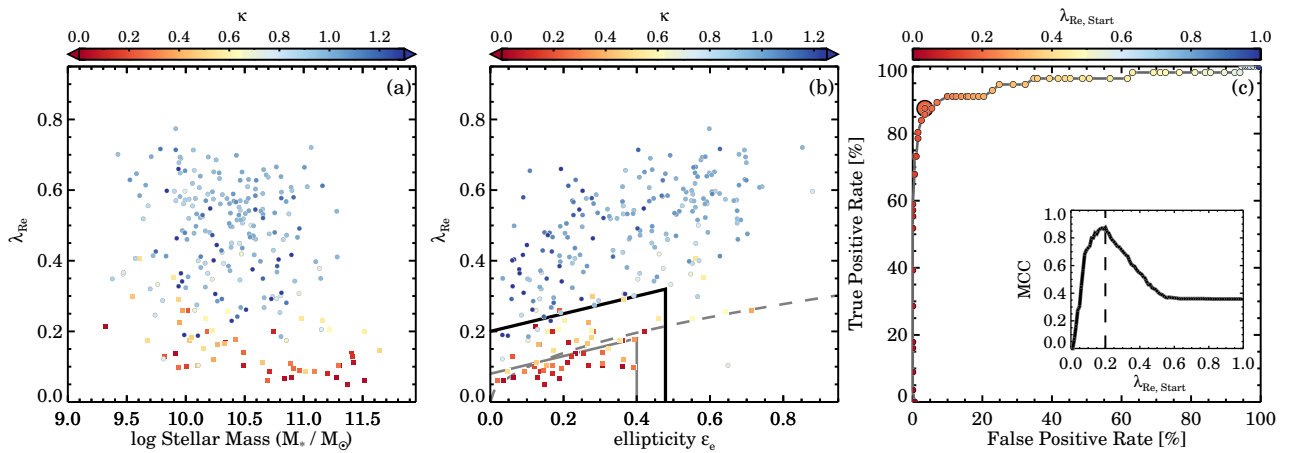 κ κ λRe, Start
0.0 0.2 0.4 0.6 0.8 1.0 1.2 0.0 0.2 0.4 0.6 0.8 1.0 1.2 0.0 0.2 0.4 0.6 0.8 1.0
(a) (b) (c)
λRe
0.8
0.6
0.4
0.2
0.0
9.0 9.5 10.0 10.5 11.0 11.5
log Stellar Mass (M* / M⊙)
λRe
0.8
0.6
0.4
0.2
0.0
0.0 0.2 0.4 0.6 0.8
ellipticity εe
True Positive Rate [%]
100
80
60
40
20
0
0 20 40 60 80 100
False Positive Rate [%]
MCC
1.0
0.8
0.6
0.4
0.2
0.0
0.0 0.2 0.4 0.6 0.8 1.0
λRe, Start